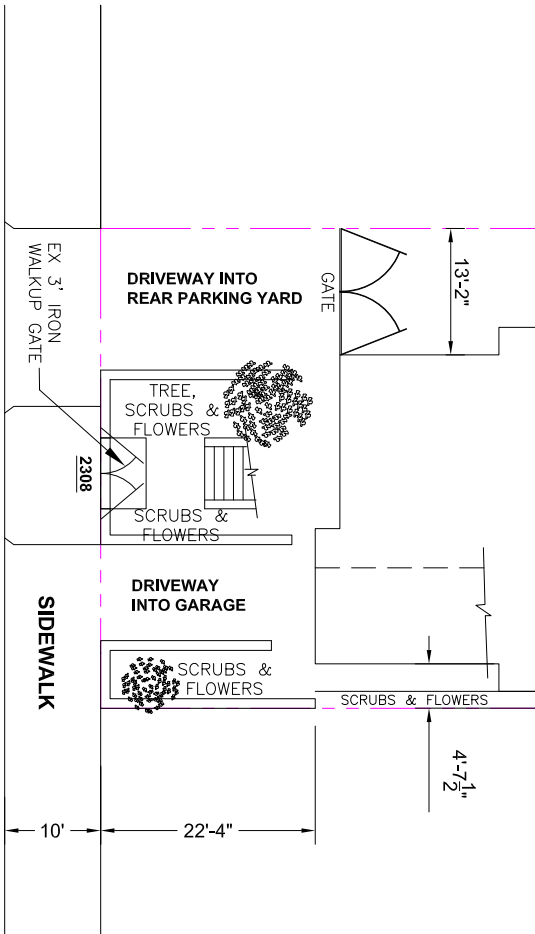 13'-2"
GATE
DRIVEWAY INTO
REAR PARKING YARD
EX 3' IRON
WALKUP GATE
TREE,
SCRUBS &
FLOWERS
2308
SCRUBS &
FLOWERS
DRIVEWAY
INTO GARAGE
SIDEWALK
SCRUBS &
FLOWERS
SCRUBS & FLOWERS
4'-7 1/2"
10'
22'-4"